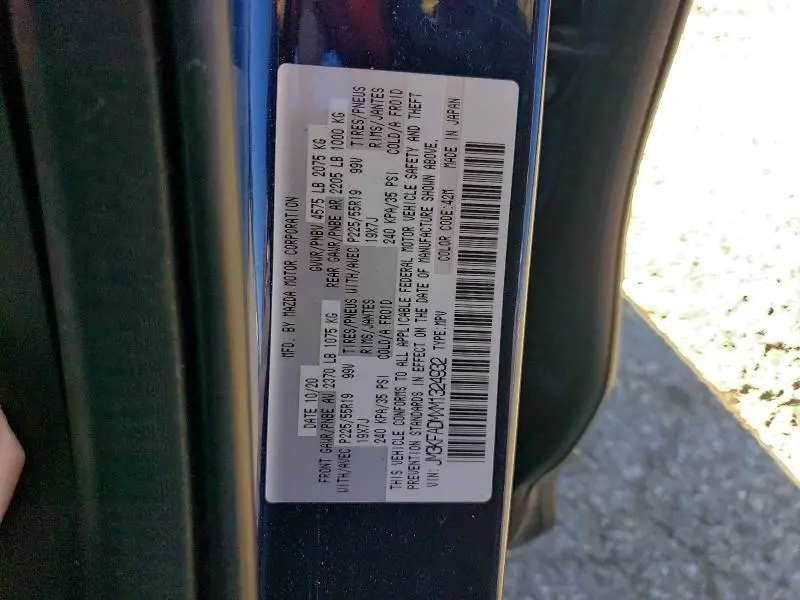 MFD. BY MAZDA MOTOR CORPORATION
DATE 10/20 GVWR/PNBV 4575 LB 2075 KG
FRONT GAWR/PNBE AV 2370 LB 1075 KG REAR GAWR/PNBE AR 2205 LB 1000 KG
WITH/AVEC P225/55R19 99V TIRES/PNEUS WITH/AVEC P225/55R19 99V TIRES/PNEUS
19X7J RIMS/JANTES 19X7J RIMS/JANTES
240 KPA/35 PSI COLD/A FROID 240 KPA/35 PSI COLD/A FROID
THIS VEHICLE CONFORMS TO ALL APPLICABLE FEDERAL MOTOR VEHICLE SAFETY AND THEFT
PREVENTION STANDARDS IN EFFECT ON THE DATE OF MANUFACTURE SHOWN ABOVE.
VIN:JM3KFADMXM1324932 TYPE:MPV COLOR CODE:42M MADE IN JAPAN